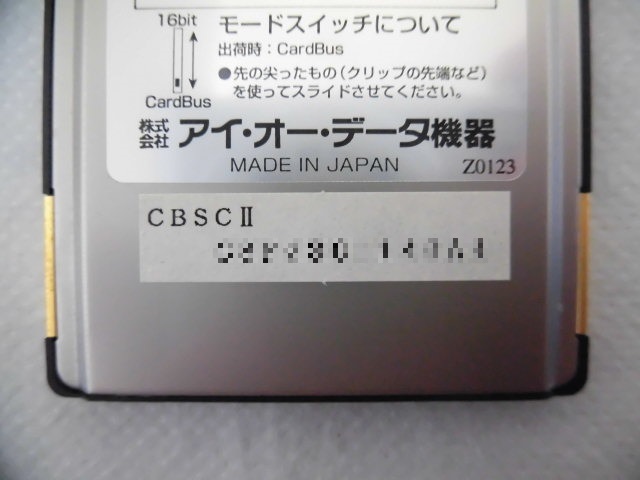 16bit
CardBus
モードスイッチについて
出荷時：CardBus
●先の尖ったもの（クリップの先端など）
を使ってスライドさせてください。
株式会社 アイ・オー・データ機器
MADE IN JAPAN
Z0123
CBSCⅡ